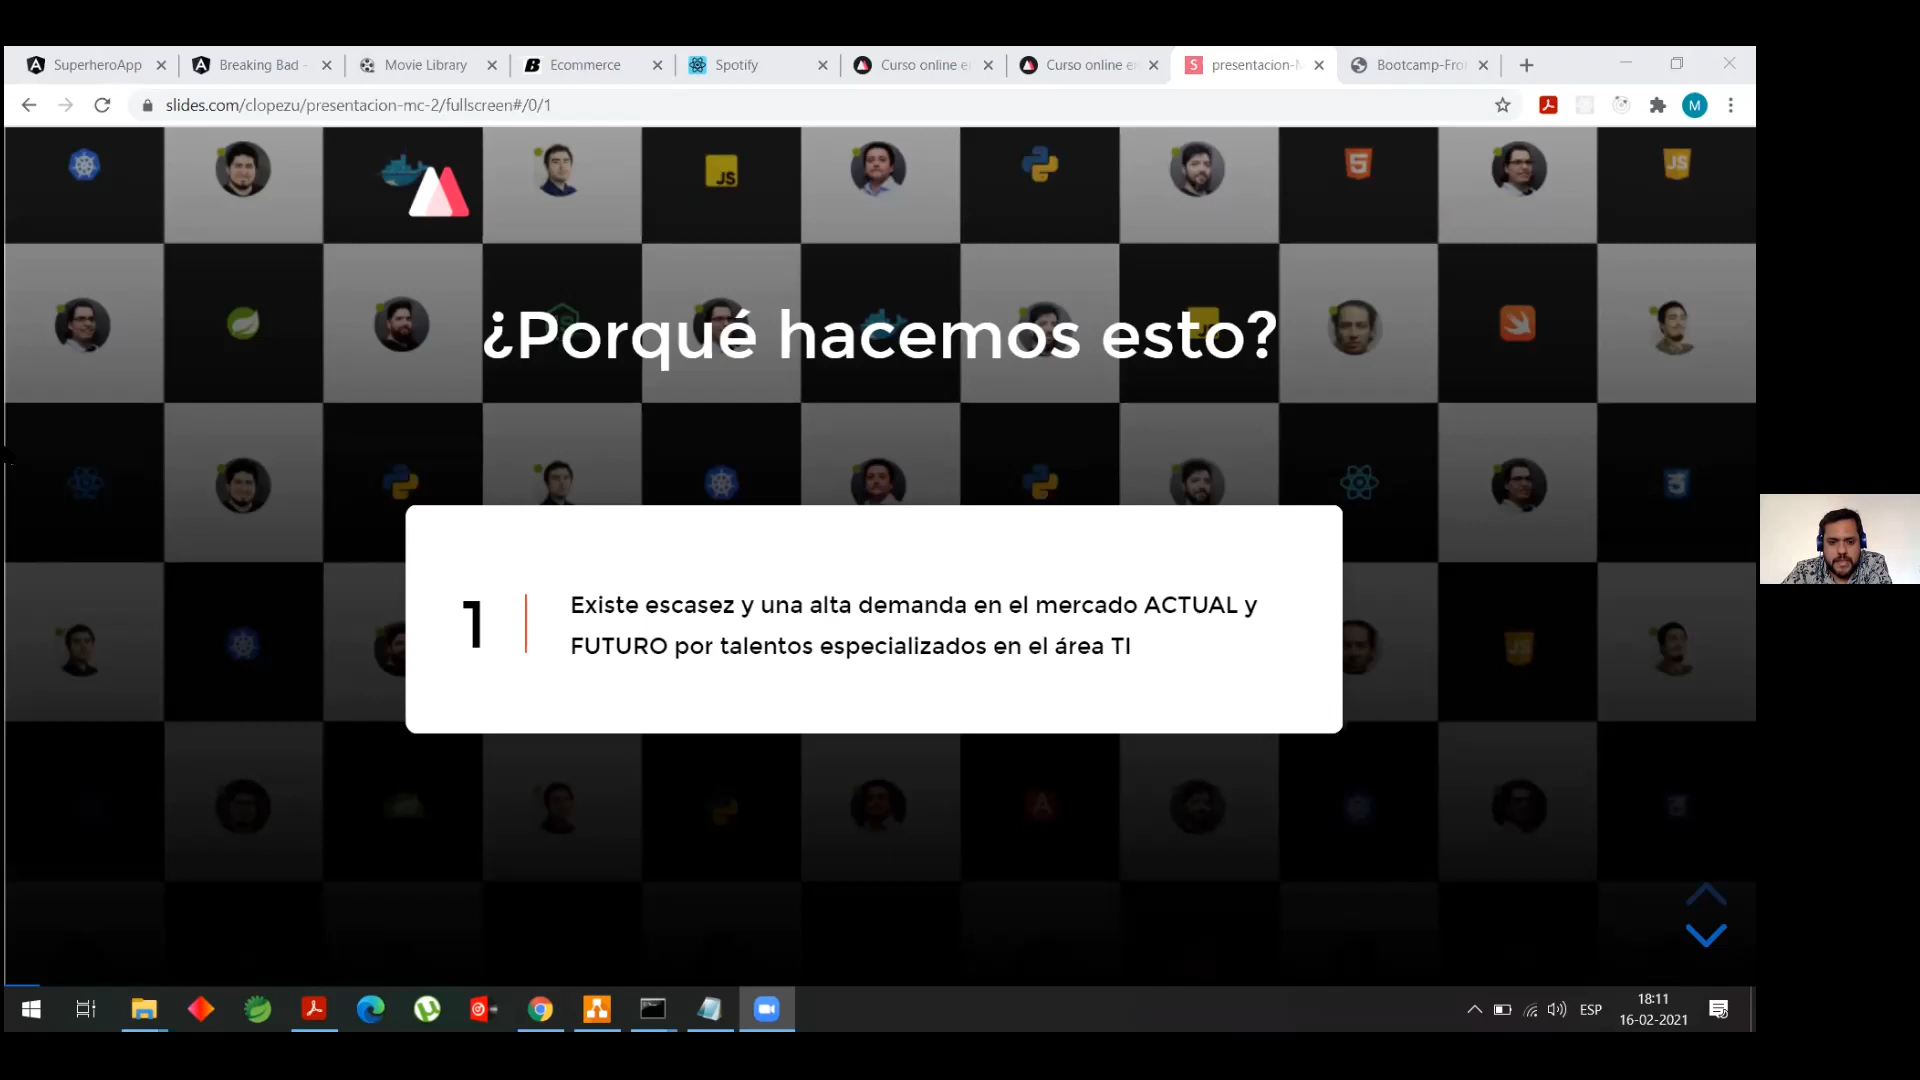 SuperheroApp
Breaking Bad -
Movie Library
B Ecommerce
Spotify
Curso online e
Curso online e
S presentacion-
Bootcamp-Fro
slides.com/clopezu/presentacion-mc-2/fullscreen#/0/1
M
JS
5
JS
¿Porqué hacemos esto?
1
Existe escasez y una alta demanda en el mercado ACTUAL y
FUTURO por talentos especializados en el área TI
ESP
18:11
16-02-2021